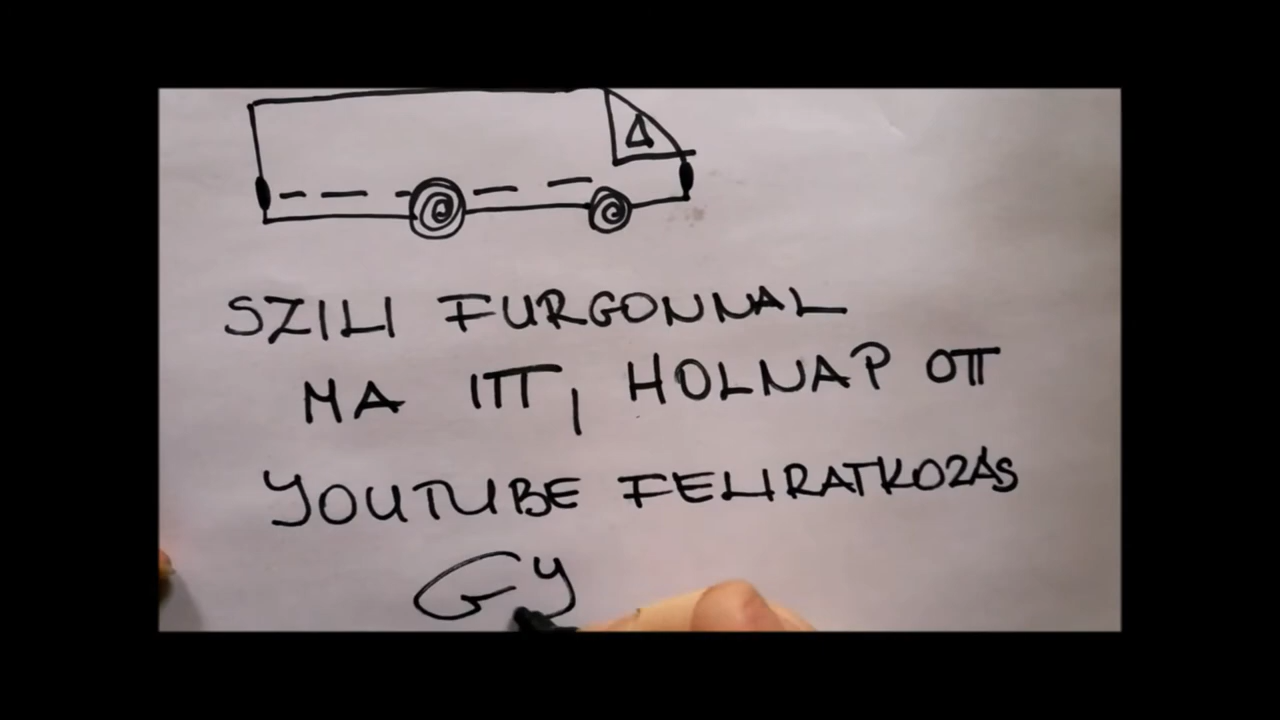 SZILI FURGONNAL
MA ITT, HOLNAP OTT
YOUTUBE FELIRATKOZÁS
GY